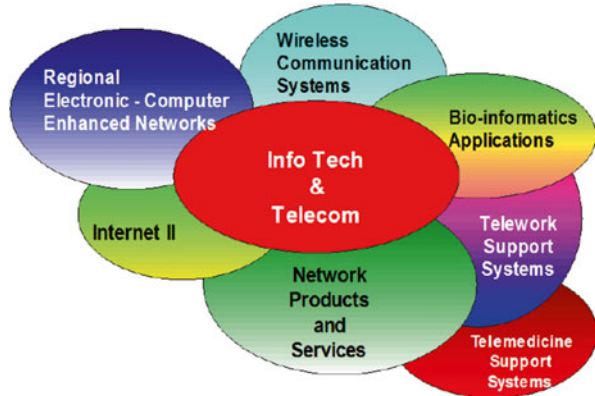 Wireless
Communication
Systems
Regional
Electronic - Computer
Enhanced Networks
Bio-informatics
Applications
Info Tech
&
Telecom
Internet II
Telework
Support
Systems
Network
Products
and
Services
Telemedicine
Support
Systems